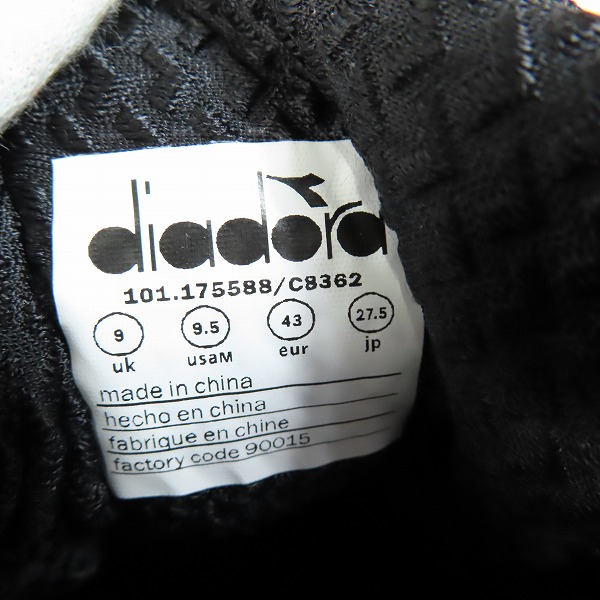 diadora
101.175588/C8362
9 9.5 43 27.5
uk usaM eur jp
made in china
hecho en china
fabrique en chine
factory code 90015